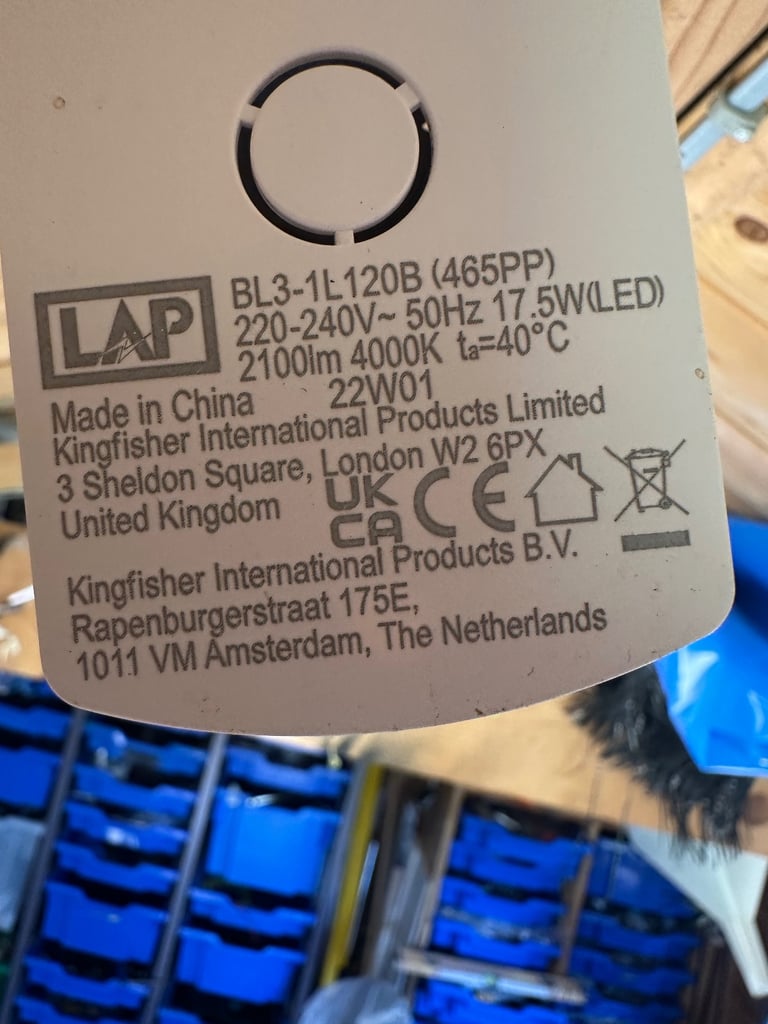 LAP
BL3-1L120B (465PP)
220-240V~ 50Hz 17.5W(LED)
2100lm 4000K ta=40°C
Made in China 22W01
Kingfisher International Products Limited
3 Sheldon Square, London W2 6PX
United Kingdom
UK
CA
CE
Kingfisher International Products B.V.
Rapenburgerstraat 175E,
1011 VM Amsterdam, The Netherlands